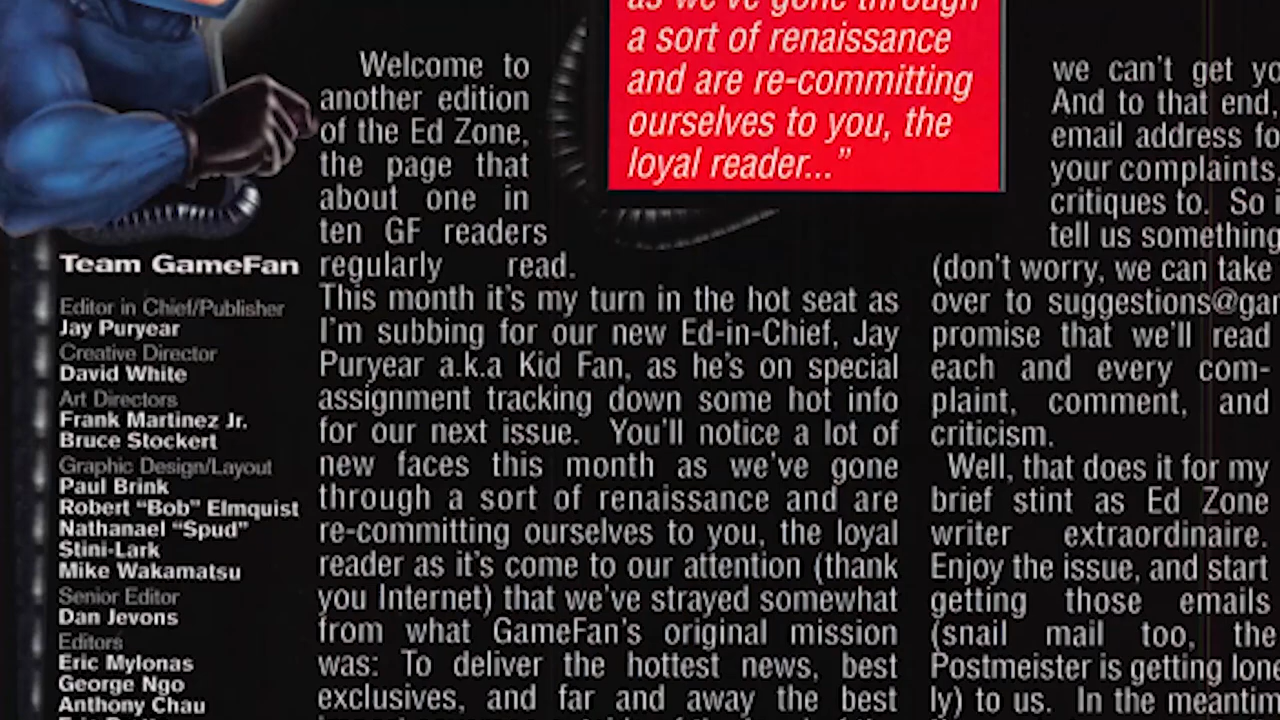 Team GameFan
Editor in Chief/Publisher
Jay Puryear
Creative Director
David White
Art Directors
Frank Martinez Jr.
Bruce Stockert
Graphic Design/Layout
Paul Brink
Robert “Bob” Elmquist
Nathanael “Spud”
Stini-Lark
Mike Wakamatsu
Senior Editor
Dan Jevons
Editors
Eric Mylonas
George Ngo
Anthony Chau
Welcome to
another edition
of the Ed Zone,
the page that
about one in
ten GF readers
regularly read.
This month it's my turn in the hot seat as
I'm subbing for our new Ed-in-Chief, Jay
Puryear a.k.a Kid Fan, as he's on special
assignment tracking down some hot info
for our next issue. You'll notice a lot of
new faces this month as we've gone
through a sort of renaissance and are
re-committing ourselves to you, the loyal
reader as it's come to our attention (thank
you Internet) that we've strayed somewhat
from what GameFan's original mission
was: To deliver the hottest news, best
exclusives, and far and away the best
as we've gone through
a sort of renaissance
and are re-committing
ourselves to you, the
loyal reader...”
we can't get yo
And to that end,
email address fo
your complaints,
critiques to. So
tell us something
(don't worry, we can take
over to suggestions@ga
promise that we'll read
each and every com-
plaint, comment, and
criticism.
Well, that does it for my
brief stint as Ed Zone
writer extraordinaire.
Enjoy the issue, and start
getting those emails
(snail mail too, the
Postmeister is getting lone
ly) to us. In the meantim